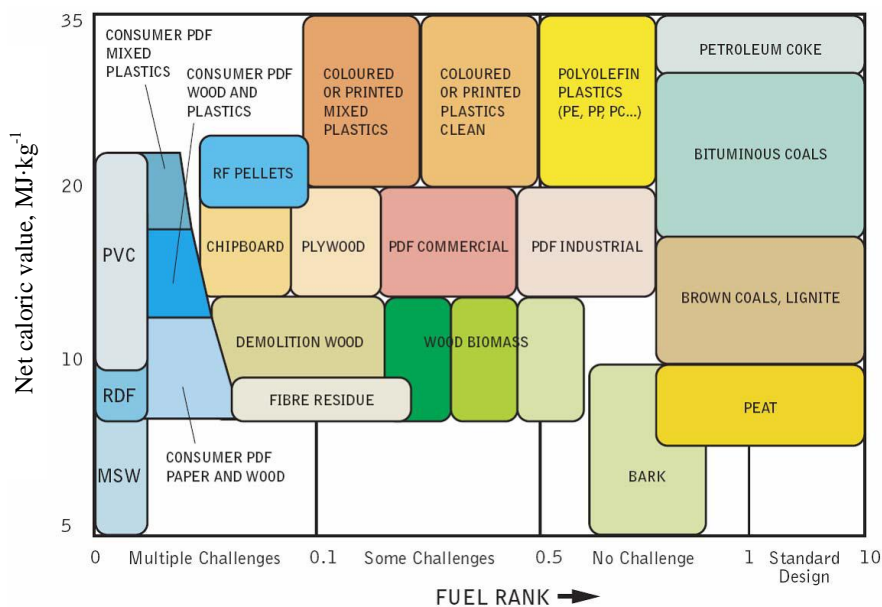 35
CONSUMER PDF
MIXED
PLASTICS
CONSUMER PDF
WOOD AND
PLASTICS
COLOURED
OR PRINTED
MIXED
PLASTICS
COLOURED
OR PRINTED
PLASTICS
CLEAN
POLYOLEFIN
PLASTICS
(PE, PP, PC...)
PETROLEUM COKE
BITUMINOUS COALS
RF PELLETS
20
PVC
CHIPBOARD
PLYWOOD
PDF COMMERCIAL
PDF INDUSTRIAL
BROWN COALS, LIGNITE
Net caloric value, MJ·kg⁻¹
DEMOLITION WOOD
WOOD BIOMASS
10
RDF
FIBRE RESIDUE
PEAT
CONSUMER PDF
PAPER AND WOOD
MSW
BARK
5
0
Multiple Challenges
0.1
Some Challenges
0.5
No Challenge
1
Standard
Design
10
FUEL RANK